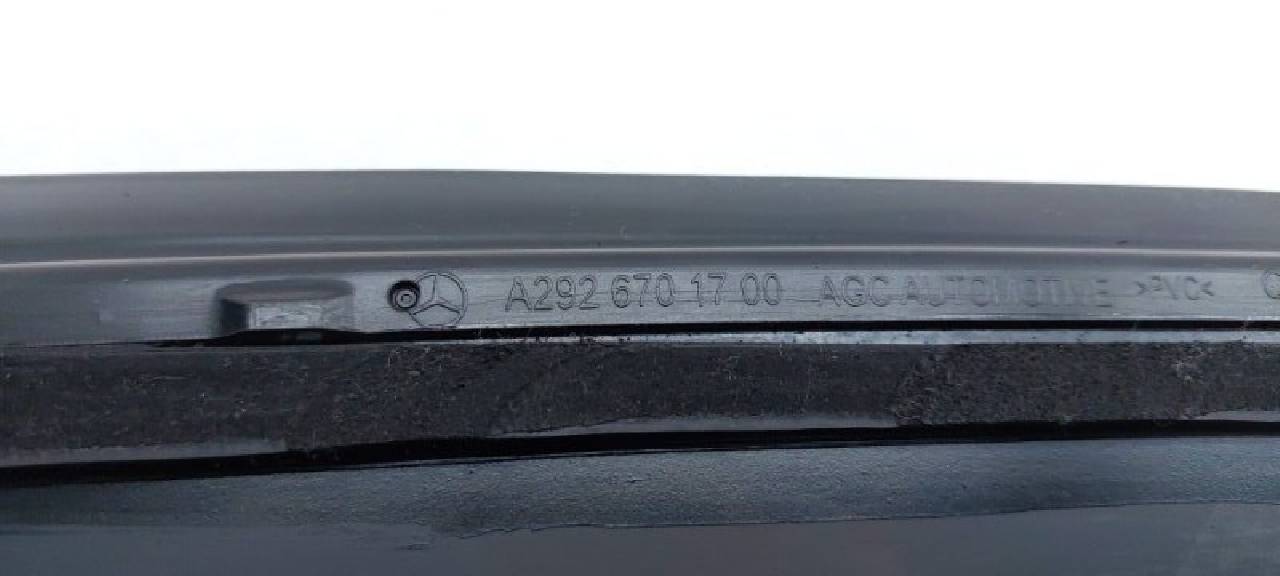 A292 670 17 00 AGC AUTOMOTIVE >PVC<